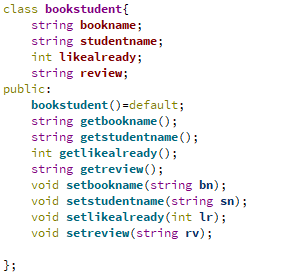 class bookstudent{
    string bookname;
    string studentname;
    int likealready;
    string review;
public:
    bookstudent()=default;
    string getbookname();
    string getstudentname();
    int getlikealready();
    string getreview();
    void setbookname(string bn);
    void setstudentname(string sn);
    void setlikealready(int lr);
    void setreview(string rv);
};